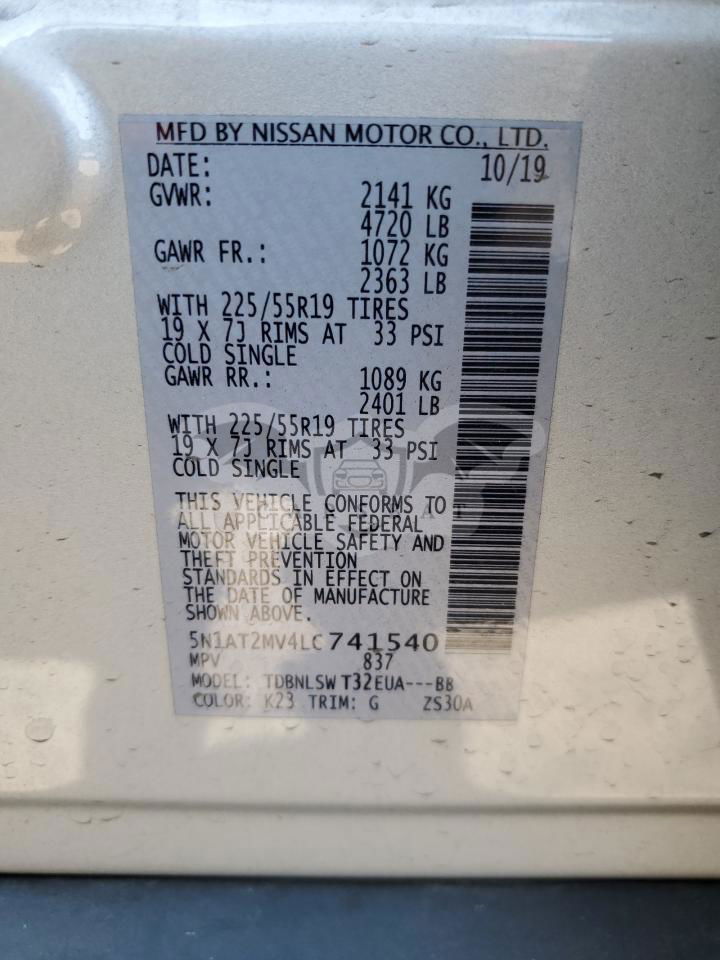 MFD BY NISSAN MOTOR CO., LTD.
DATE: 10/19
GVWR: 2141 KG
4720 LB
GAWR FR.: 1072 KG
2363 LB
WITH 225/55R19 TIRES
19 X 7J RIMS AT 33 PSI
COLD SINGLE
GAWR RR.: 1089 KG
2401 LB
WITH 225/55R19 TIRES
19 X 7J RIMS AT 33 PSI
COLD SINGLE
THIS VEHICLE CONFORMS TO
ALL APPLICABLE FEDERAL
MOTOR VEHICLE SAFETY AND
THEFT PREVENTION
STANDARDS IN EFFECT ON
THE DATE OF MANUFACTURE
SHOWN ABOVE.
5N1AT2MV4LC741540
MPV 837
MODEL: TDBNLSW T32EUA---BB
COLOR: K23 TRIM: G ZS30A